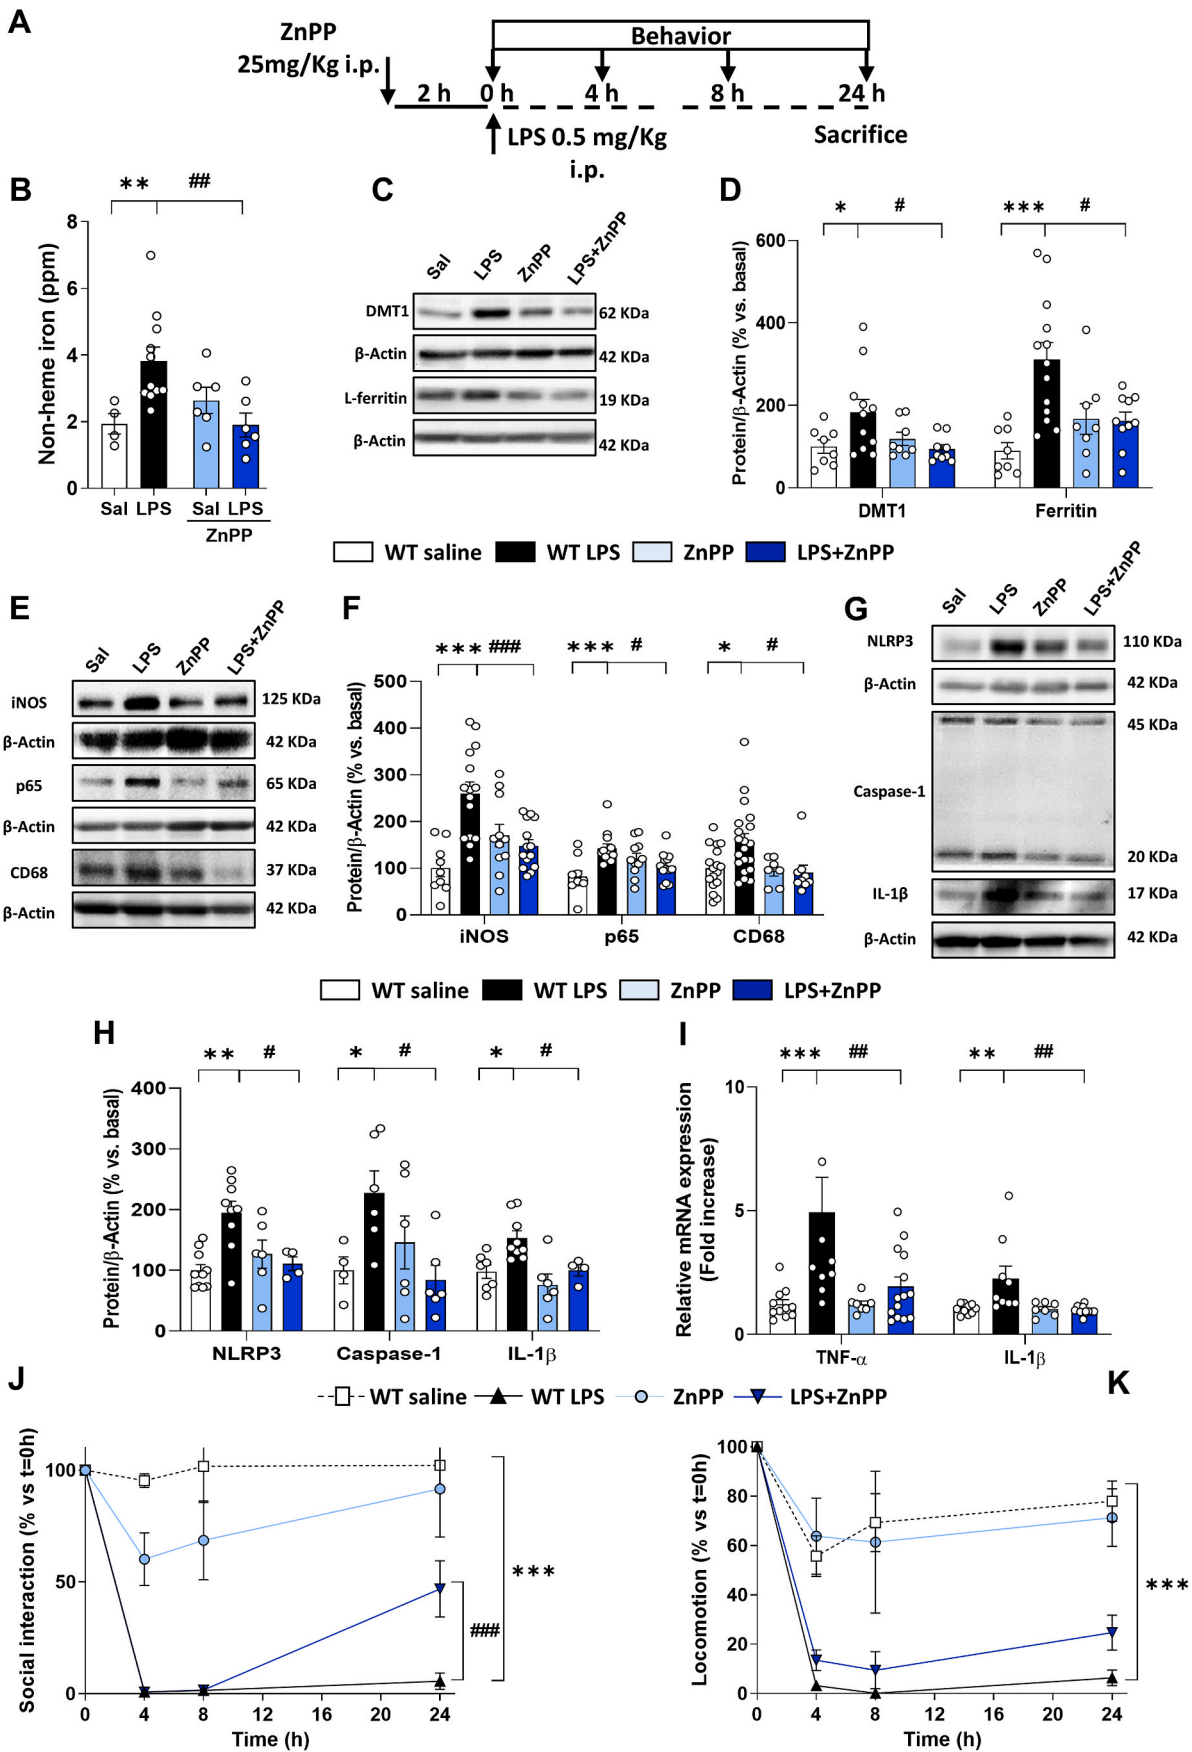 A
ZnPP
25mg/Kg i.p.
Behavior
2 h
0 h
4 h
8 h
24 h
LPS 0.5 mg/Kg
i.p.
Sacrifice
B
** ##
Non-heme iron (ppm)
8
6
4
2
0
Sal LPS Sal LPS
ZnPP
C
Sal LPS ZnPP LPS+ZnPP
DMT1 62 KDa
β-Actin 42 KDa
L-ferritin 19 KDa
β-Actin 42 KDa
D
* # *** #
Protein/β-Actin (% vs. basal)
600
400
200
0
DMT1 Ferritin
WT saline WT LPS ZnPP LPS+ZnPP
E
Sal LPS ZnPP LPS+ZnPP
iNOS 125 KDa
β-Actin 42 KDa
p65 65 KDa
β-Actin 42 KDa
CD68 37 KDa
β-Actin 42 KDa
F
*** ### *** # * #
Protein/β-Actin (% vs. basal)
500
400
300
200
100
0
iNOS p65 CD68
G
Sal LPS ZnPP LPS+ZnPP
NLRP3 110 KDa
β-Actin 42 KDa
45 KDa
Caspase-1
20 KDa
IL-1β 17 KDa
β-Actin 42 KDa
WT saline WT LPS ZnPP LPS+ZnPP
H
** # * # * #
Protein/β-Actin (% vs. basal)
400
300
200
100
0
NLRP3 Caspase-1 IL-1β
I
*** ## ** ##
Relative mRNA expression
(Fold increase)
10
5
0
TNF-α IL-1β
J
WT saline WT LPS ZnPP LPS+ZnPP
Social interaction (% vs t=0h)
100
50
0
0 4 8 12 16 20 24
Time (h)
###
***
K
Locomotion (% vs t=0h)
100
80
60
40
20
0
0 4 8 12 16 20 24
Time (h)
***